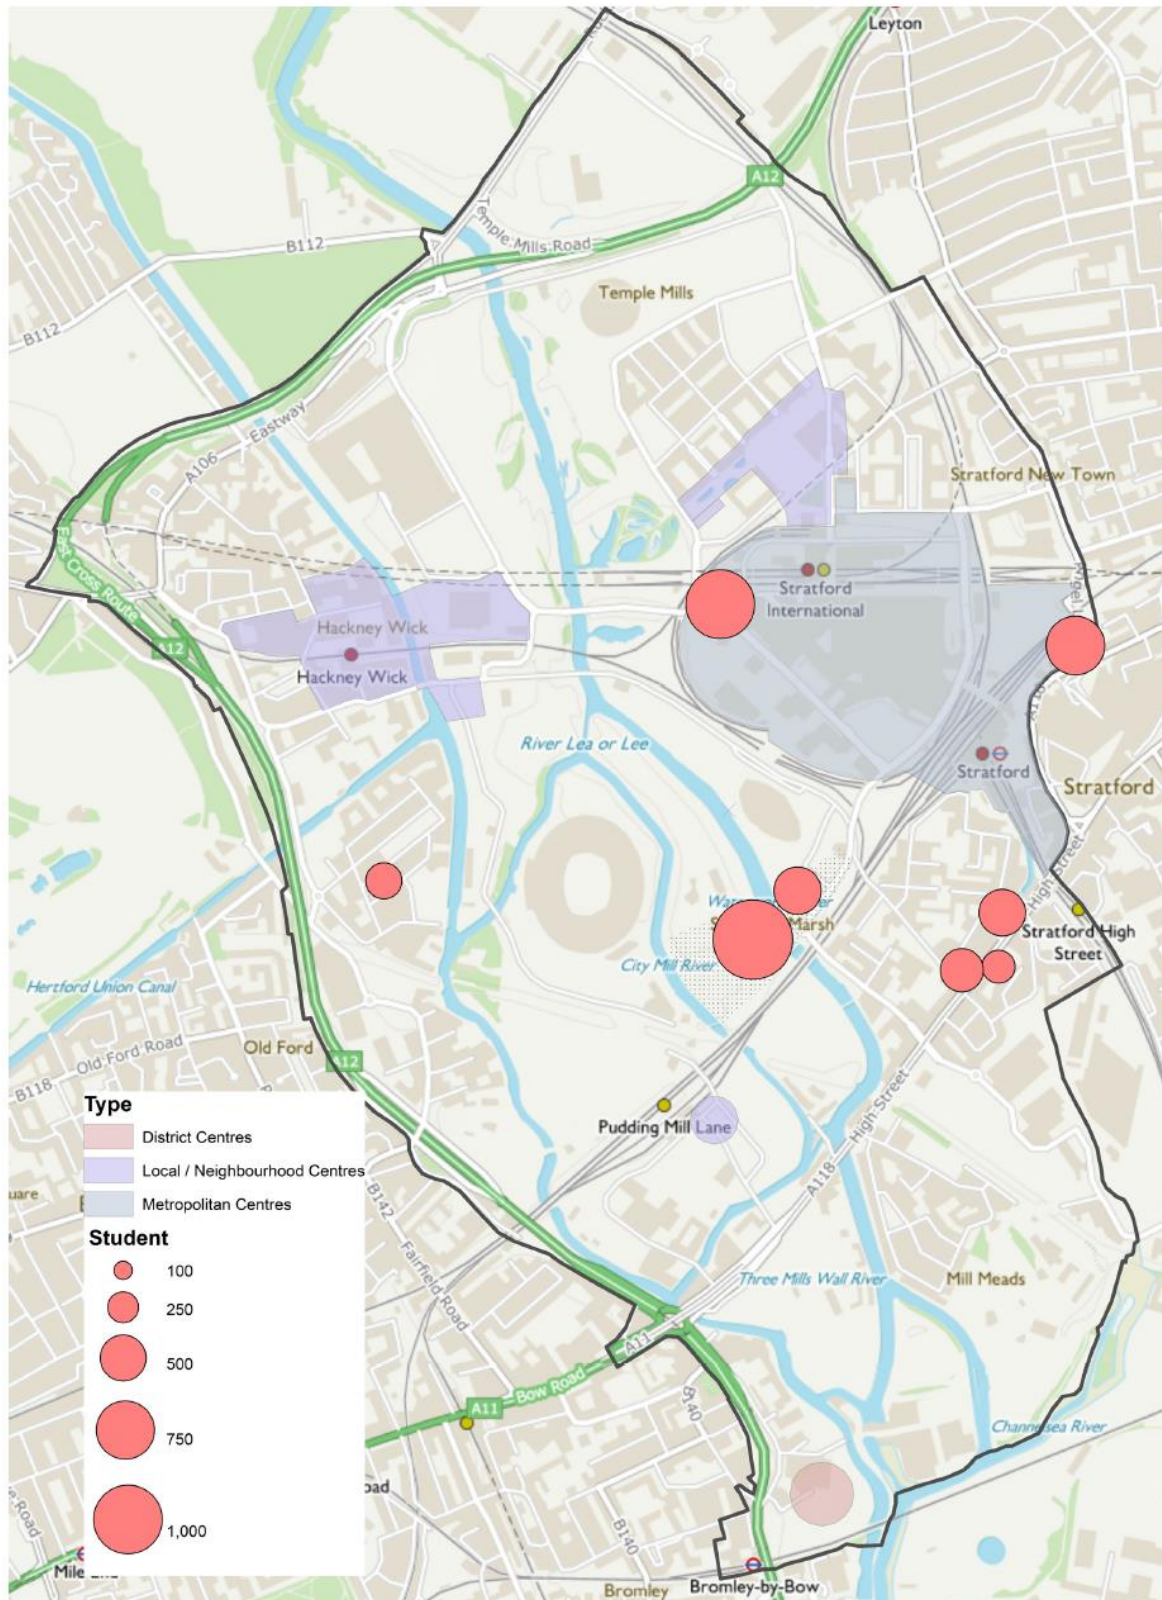 Leyton
A12
B112
Temple Mills Road
Temple Mills
B112
Eastway
A106
Stratford New Town
East Cross Route
Stratford
International
Hackney Wick
A12
Hackney Wick
River Lea or Lee
Stratford
Stratford
High Street
Marsh
Stratford High
Street
City Mill River
Hertford Union Canal
Old Ford
Old Ford Road
A12
B118
Pudding Mill Lane
High Street
A118
Type
District Centres
Local / Neighbourhood Centres
Metropolitan Centres
B142
Student
100
250
500
750
1,000
Fairfield Road
Three Mills Wall River
Mill Meads
A11
Bow Road
A11
B140
Channelsea River
B140
Bromley
Bromley-by-Bow